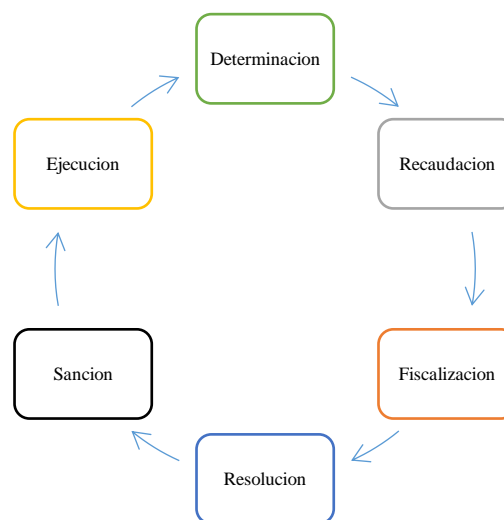 Determinacion
Recaudacion
Fiscalizacion
Resolucion
Sancion
Ejecucion